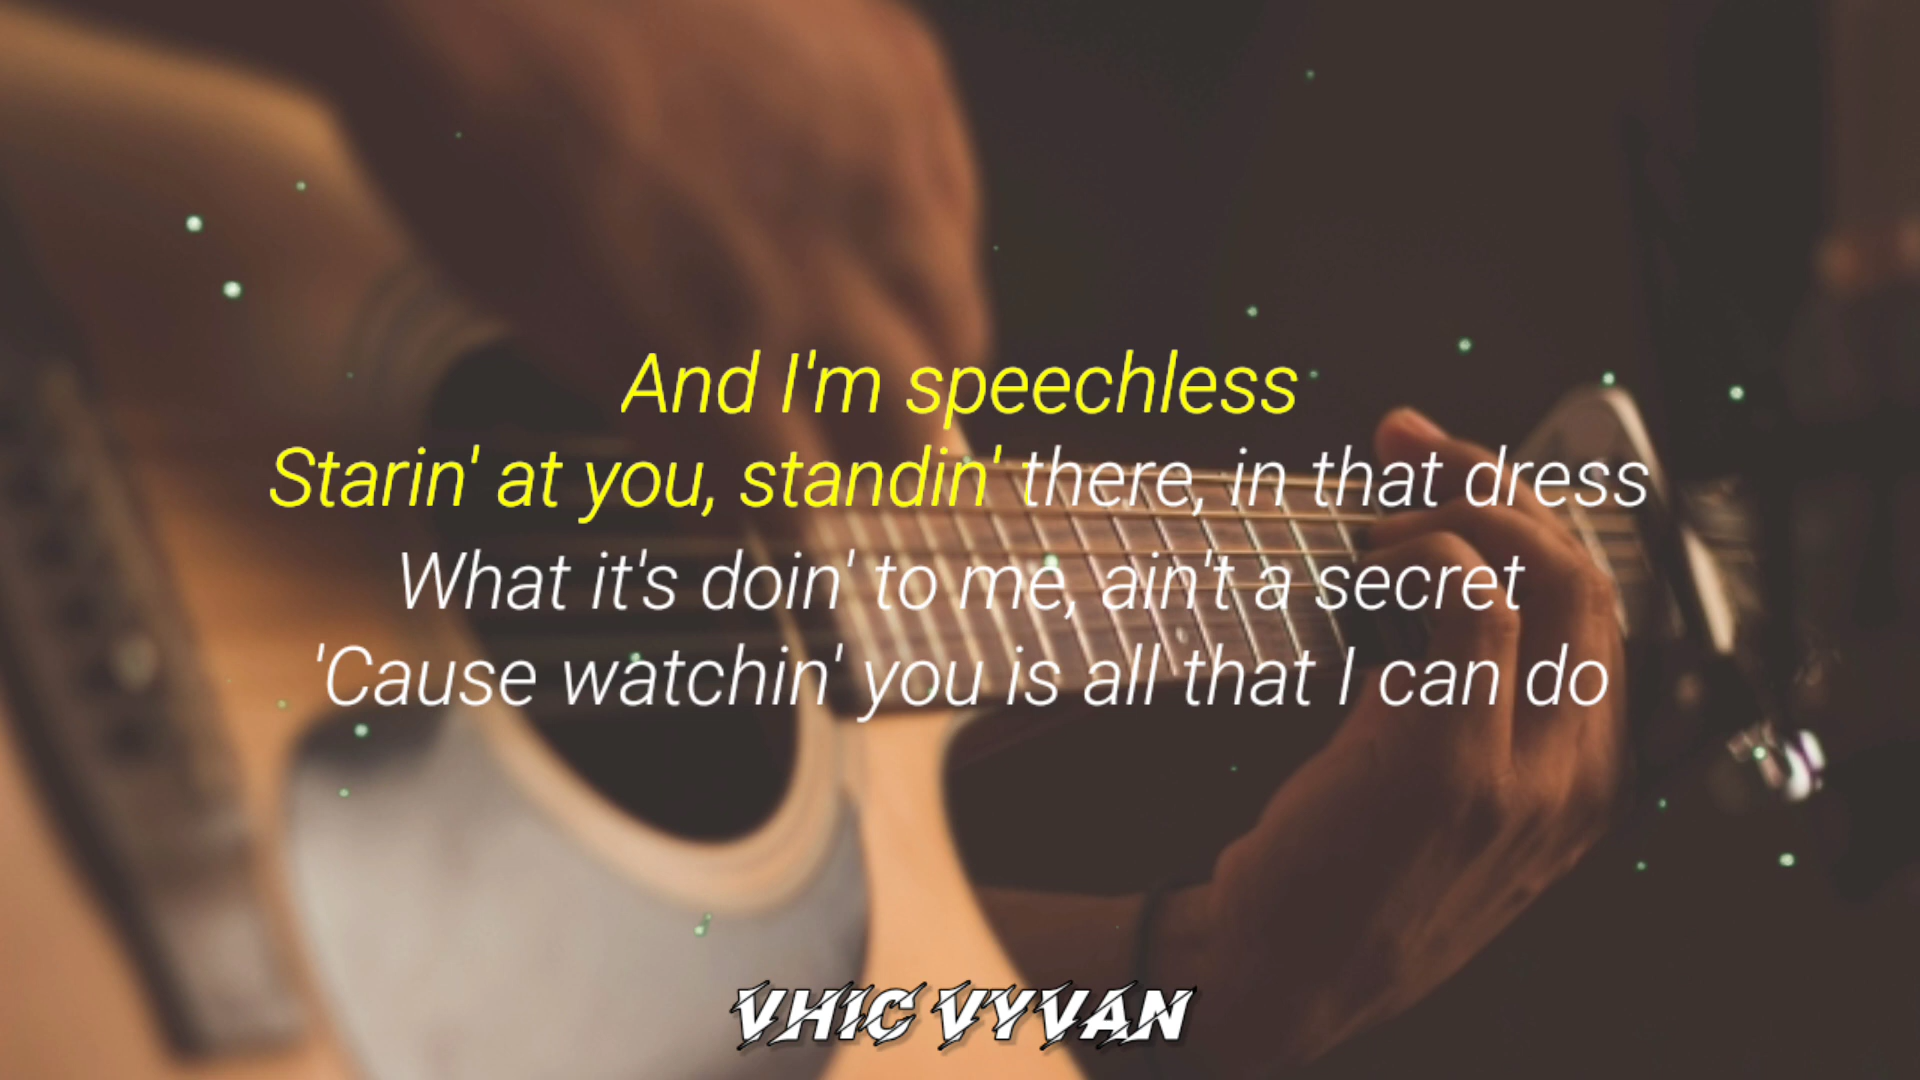 And I'm speechless
Starin' at you, standin' there, in that dress
What it's doin' to me, ain't a secret
'Cause watchin' you is all that I can do
VHIC VYVAN